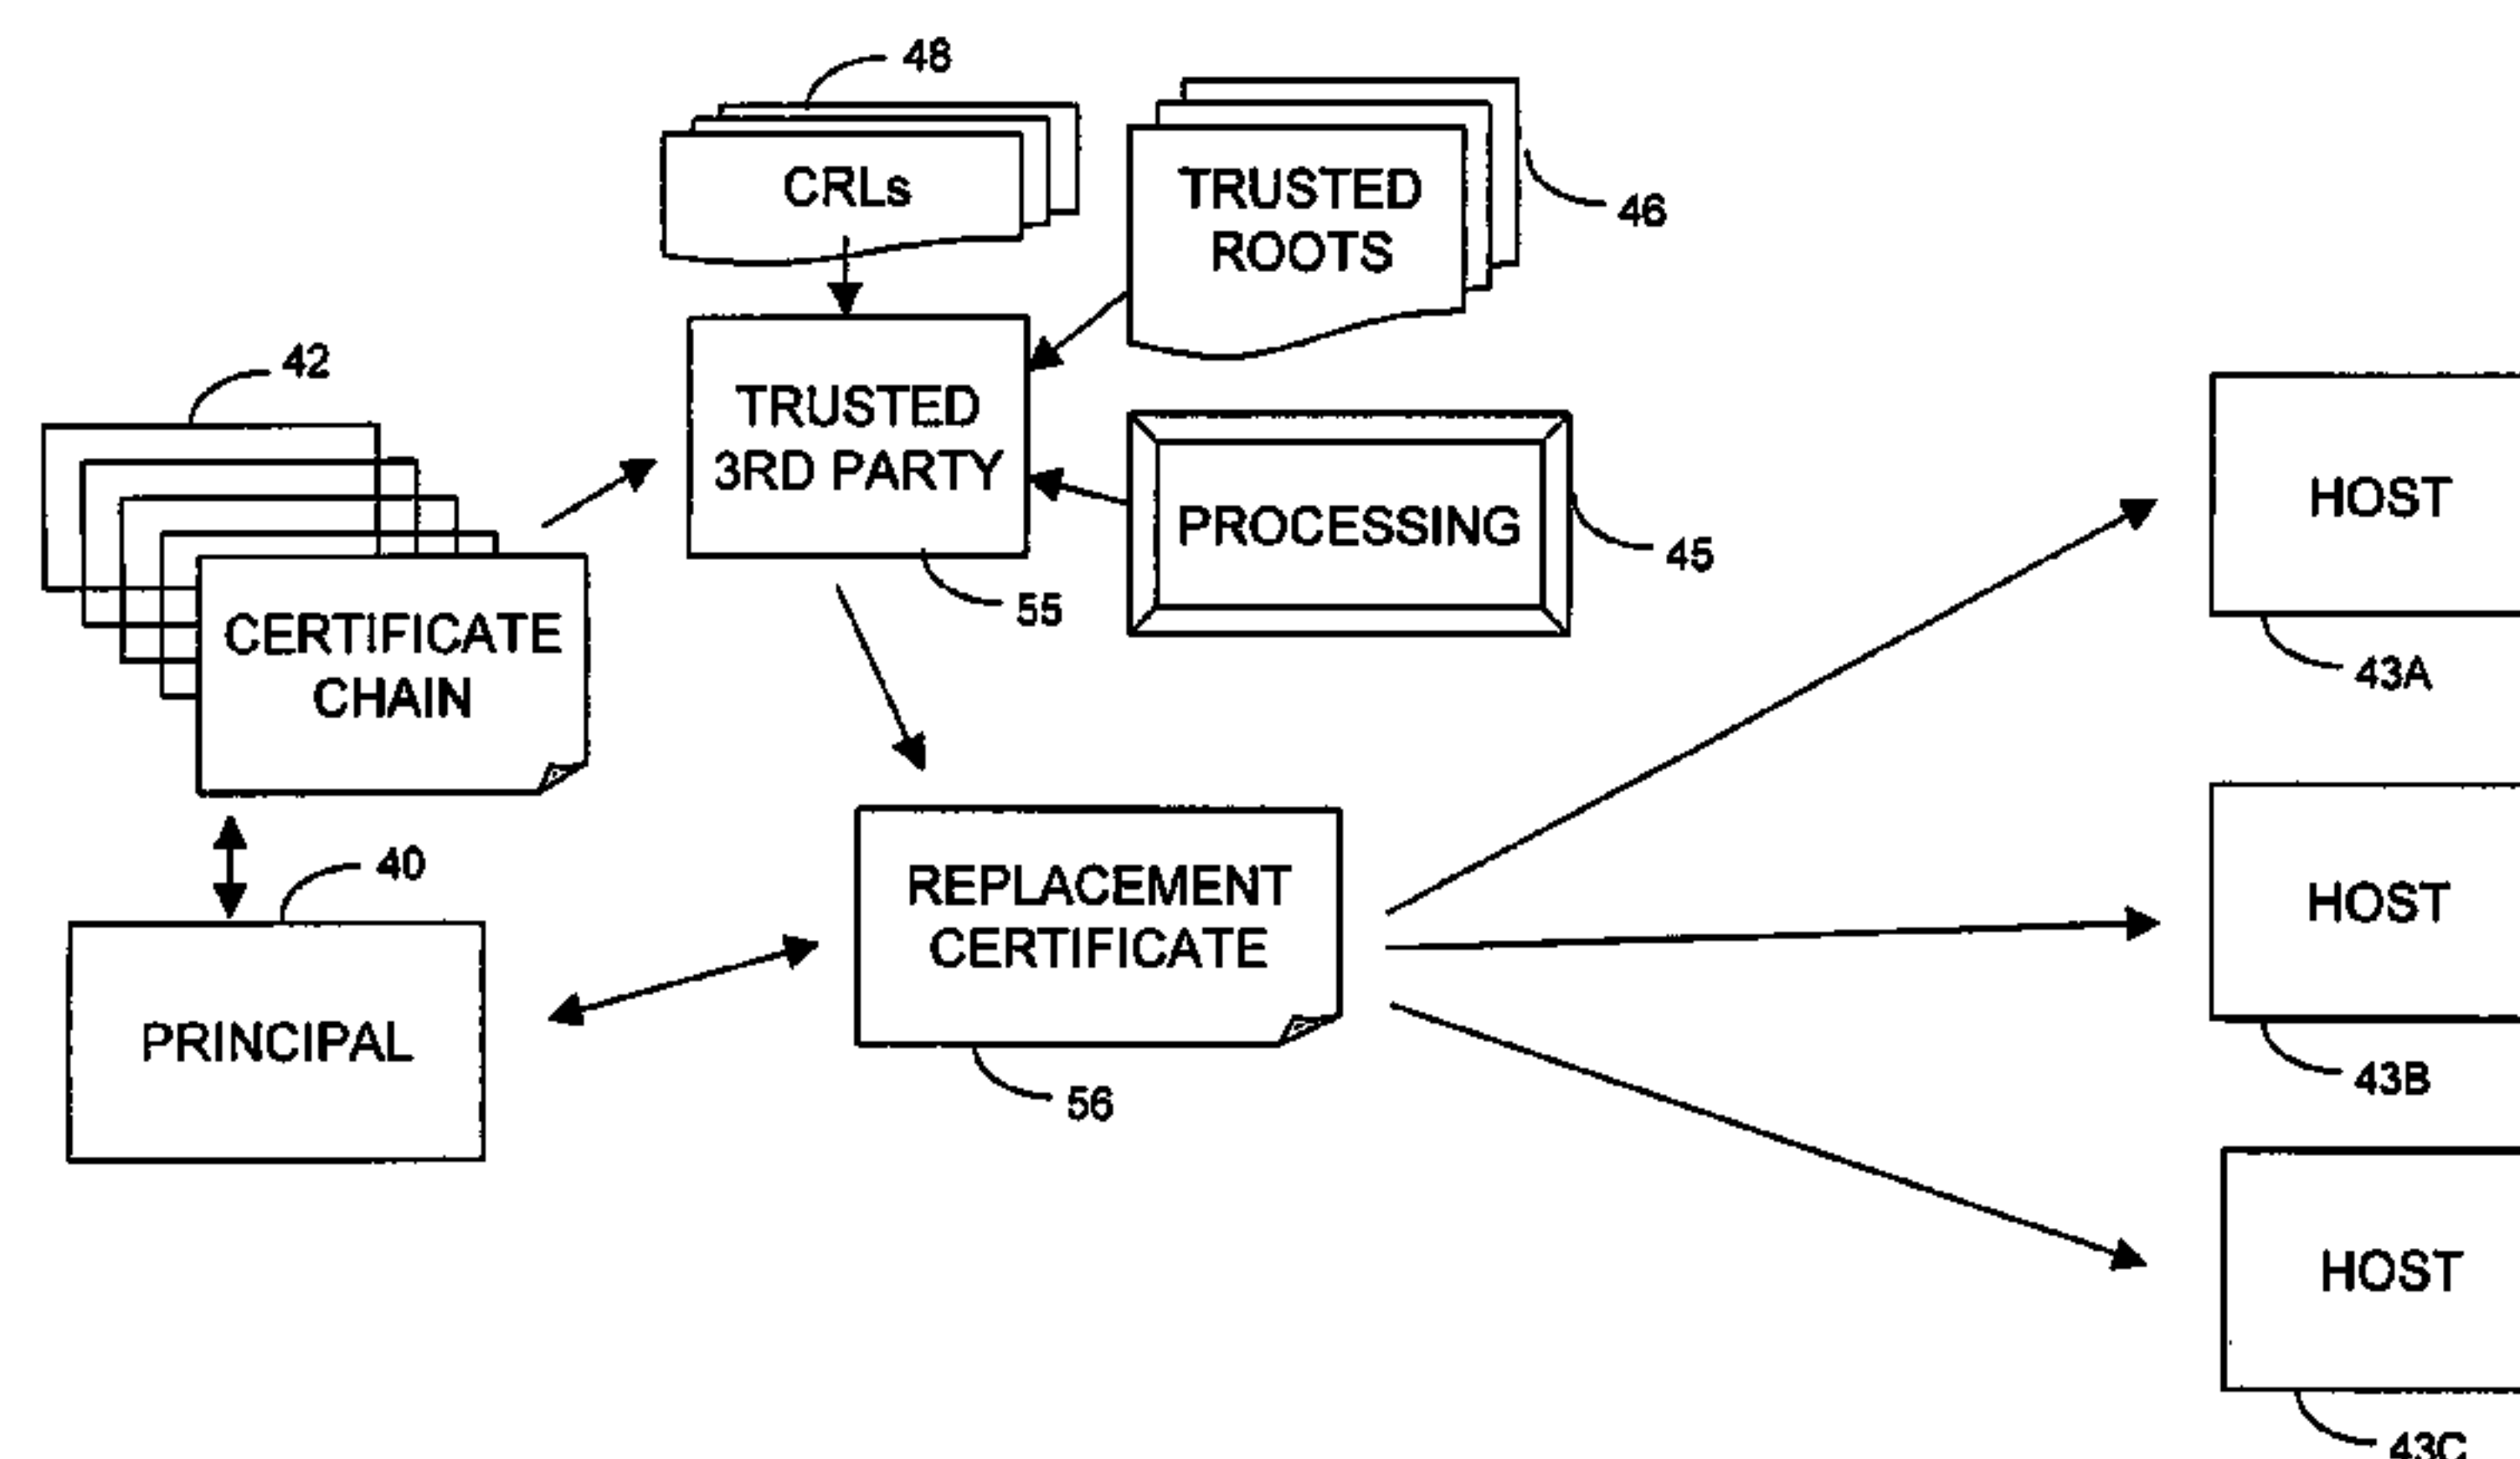 48
CRLs
TRUSTED
ROOTS
46
42
TRUSTED
3RD PARTY
PROCESSING
45
55
HOST
43A
CERTIFICATE
CHAIN
40
REPLACEMENT
CERTIFICATE
HOST
43B
PRINCIPAL
56
HOST
43C